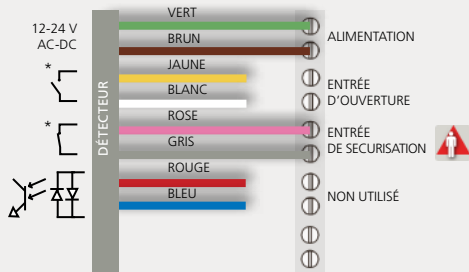 12-24 V
AC-DC
*
*
DÉTECTEUR
VERT
BRUN
JAUNE
BLANC
ROSE
GRIS
ROUGE
BLEU
ALIMENTATION
ENTRÉE
D'OUVERTURE
ENTRÉE
DE SECURISATION
NON UTILISÉ